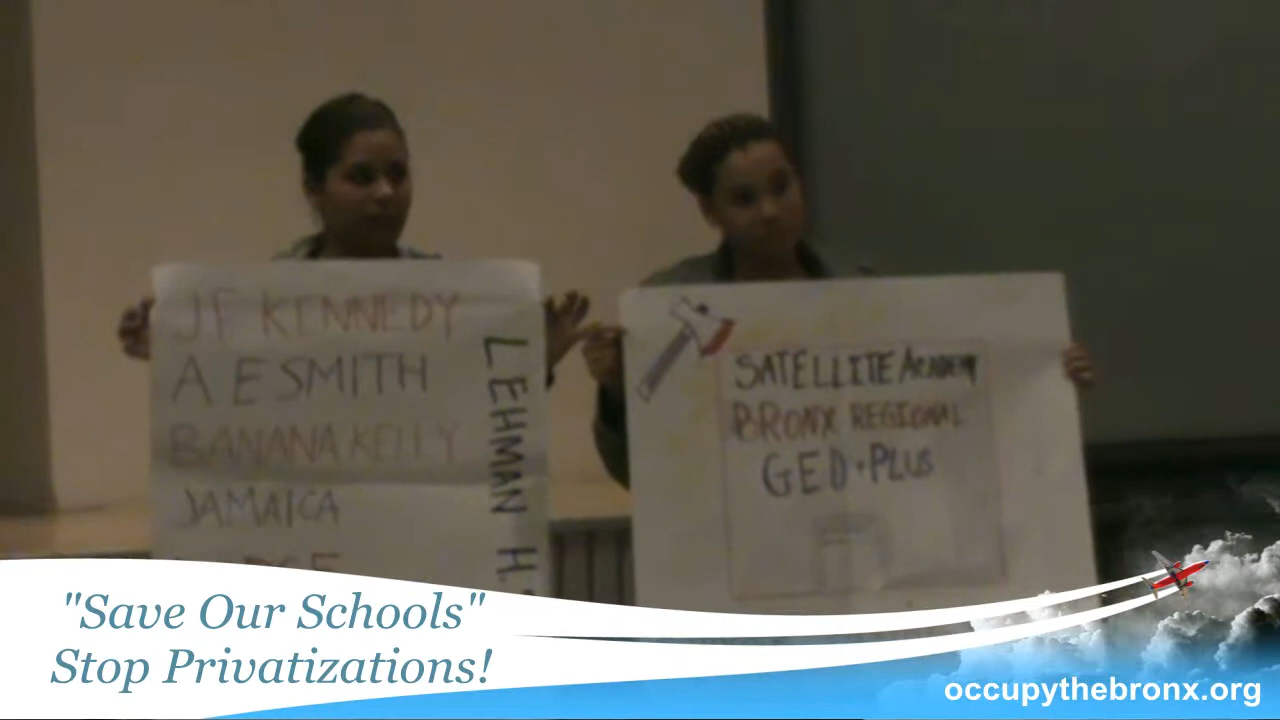 JF KENNEDY
A E SMITH
BANANA KELLY
JAMAICA
LEHMAN H.
SATELLITE Academy
BRONX REGIONAL
GED·PLUS
"Save Our Schools"
Stop Privatizations!
occupythebronx.org